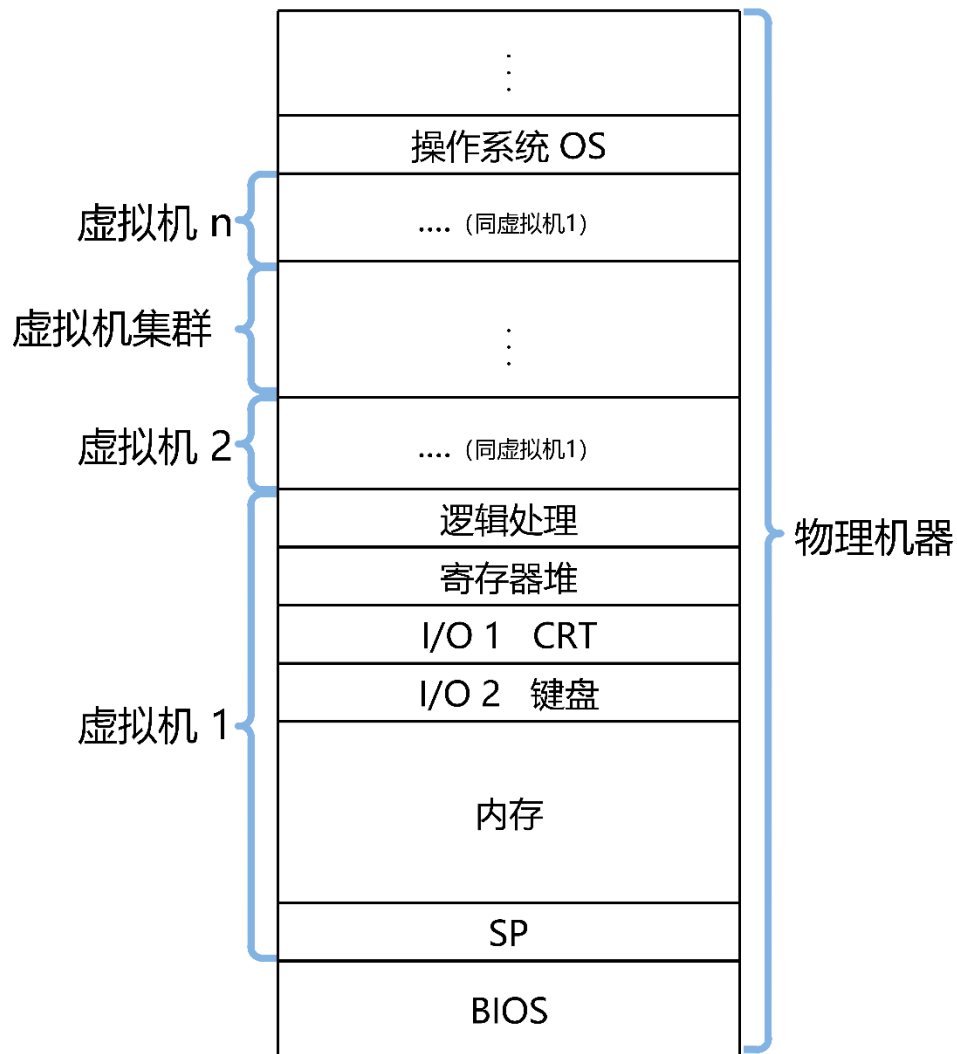 ⋮
操作系统 OS
虚拟机 n
.... (同虚拟机1)
虚拟机集群
⋮
虚拟机 2
.... (同虚拟机1)
逻辑处理
物理机器
寄存器堆
I/O 1 CRT
I/O 2 键盘
虚拟机 1
内存
SP
BIOS